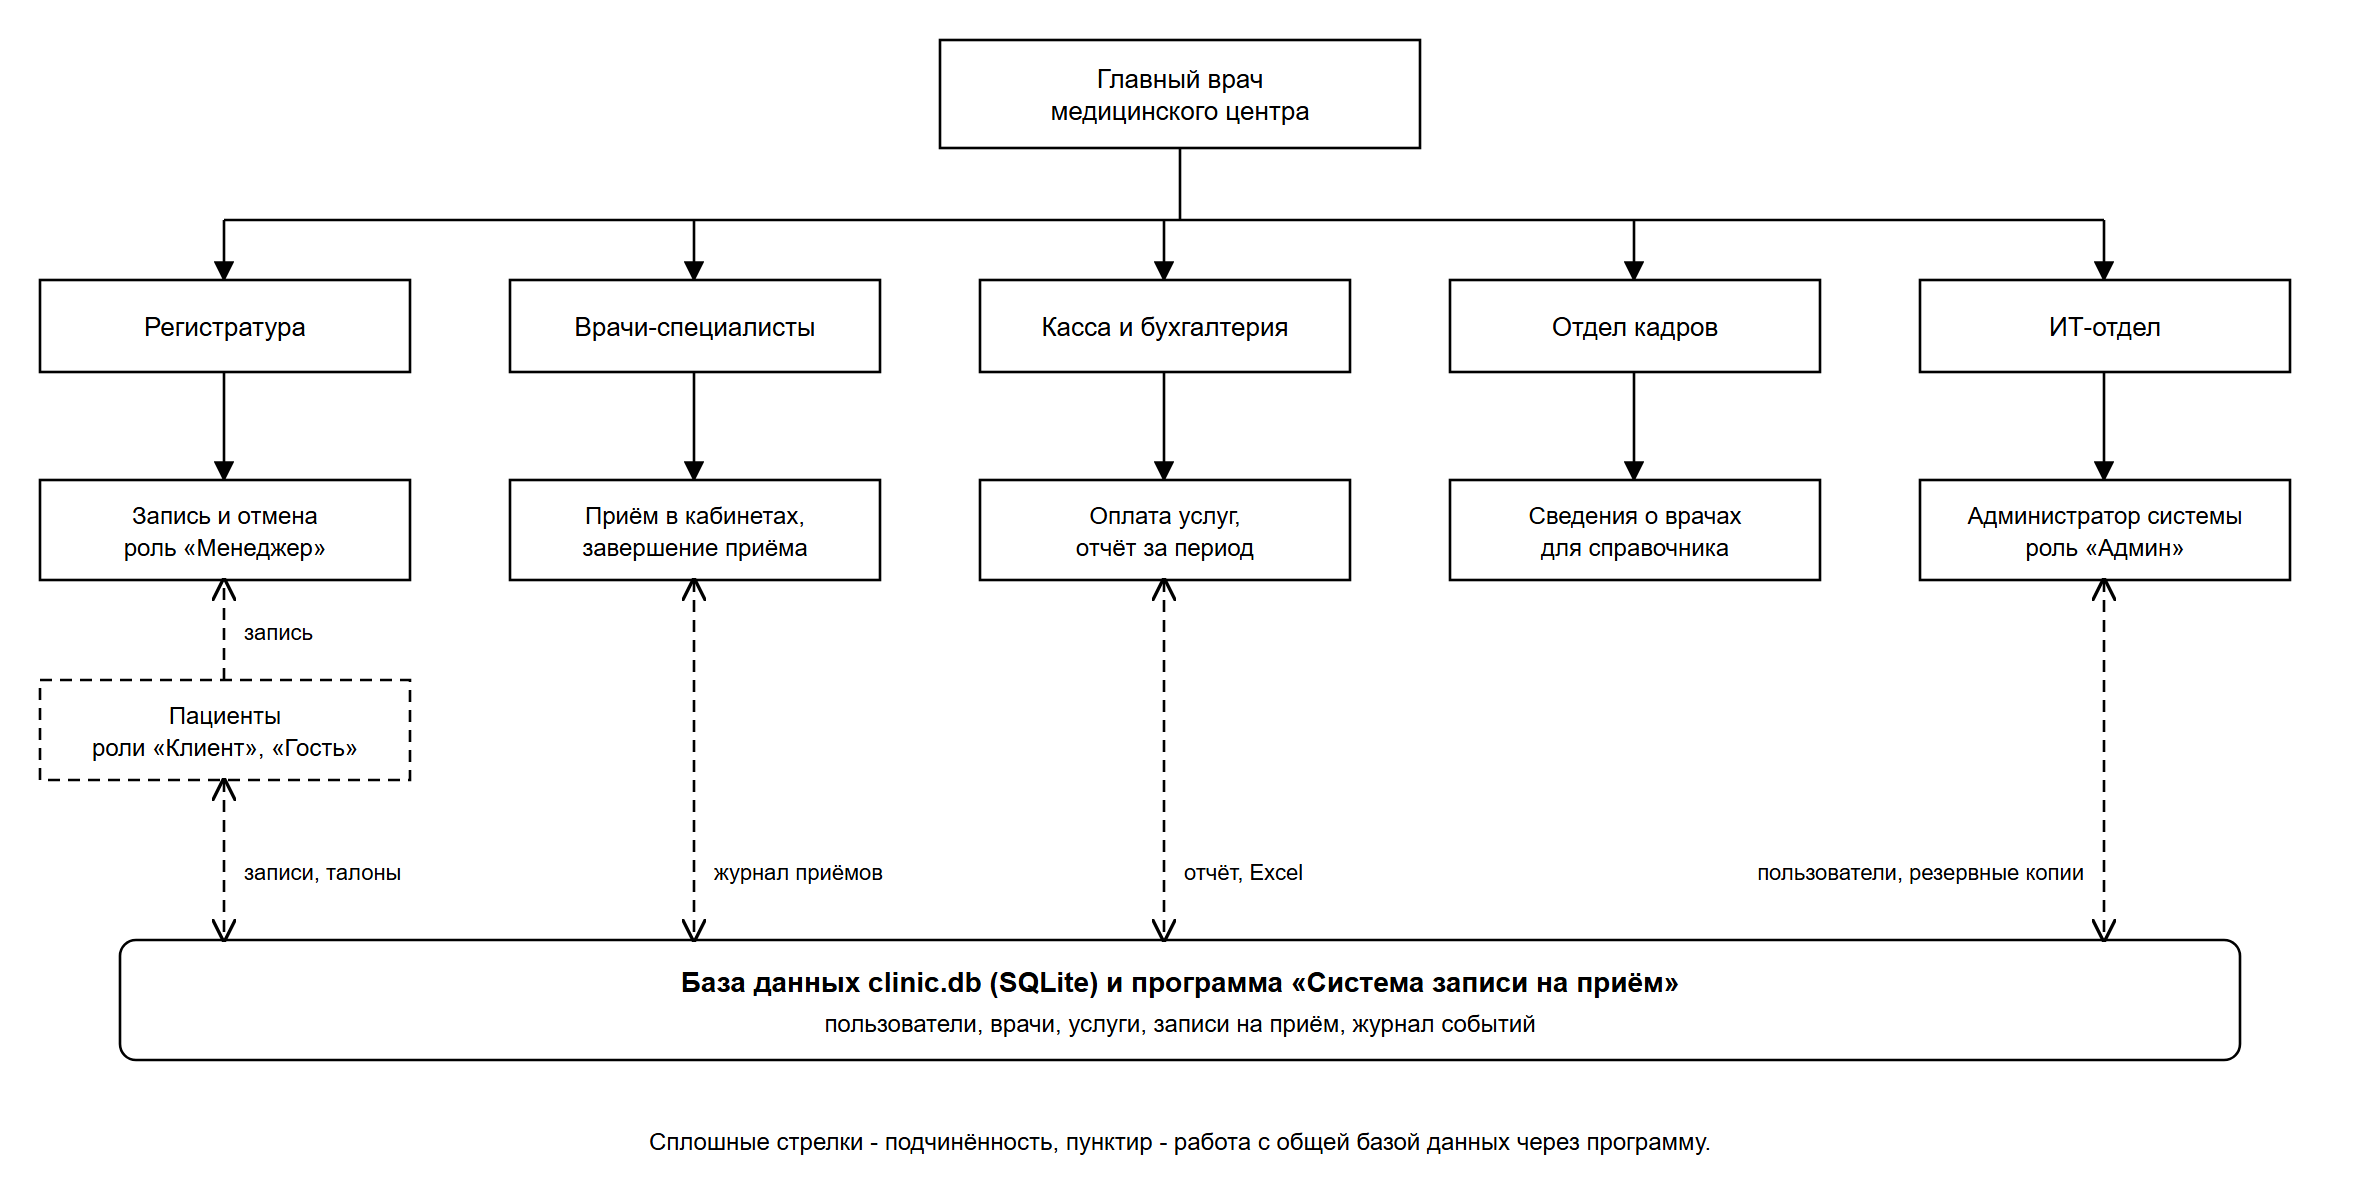 Главный врач
медицинского центра
Регистратура
Врачи-специалисты
Касса и бухгалтерия
Отдел кадров
ИТ-отдел
Запись и отмена
роль «Менеджер»
Приём в кабинетах,
завершение приёма
Оплата услуг,
отчёт за период
Сведения о врачах
для справочника
Администратор системы
роль «Админ»
запись
Пациенты
роли «Клиент», «Гость»
записи, талоны
журнал приёмов
отчёт, Excel
пользователи, резервные копии
База данных clinic.db (SQLite) и программа «Система записи на приём»
пользователи, врачи, услуги, записи на приём, журнал событий
Сплошные стрелки - подчинённость, пунктир - работа с общей базой данных через программу.